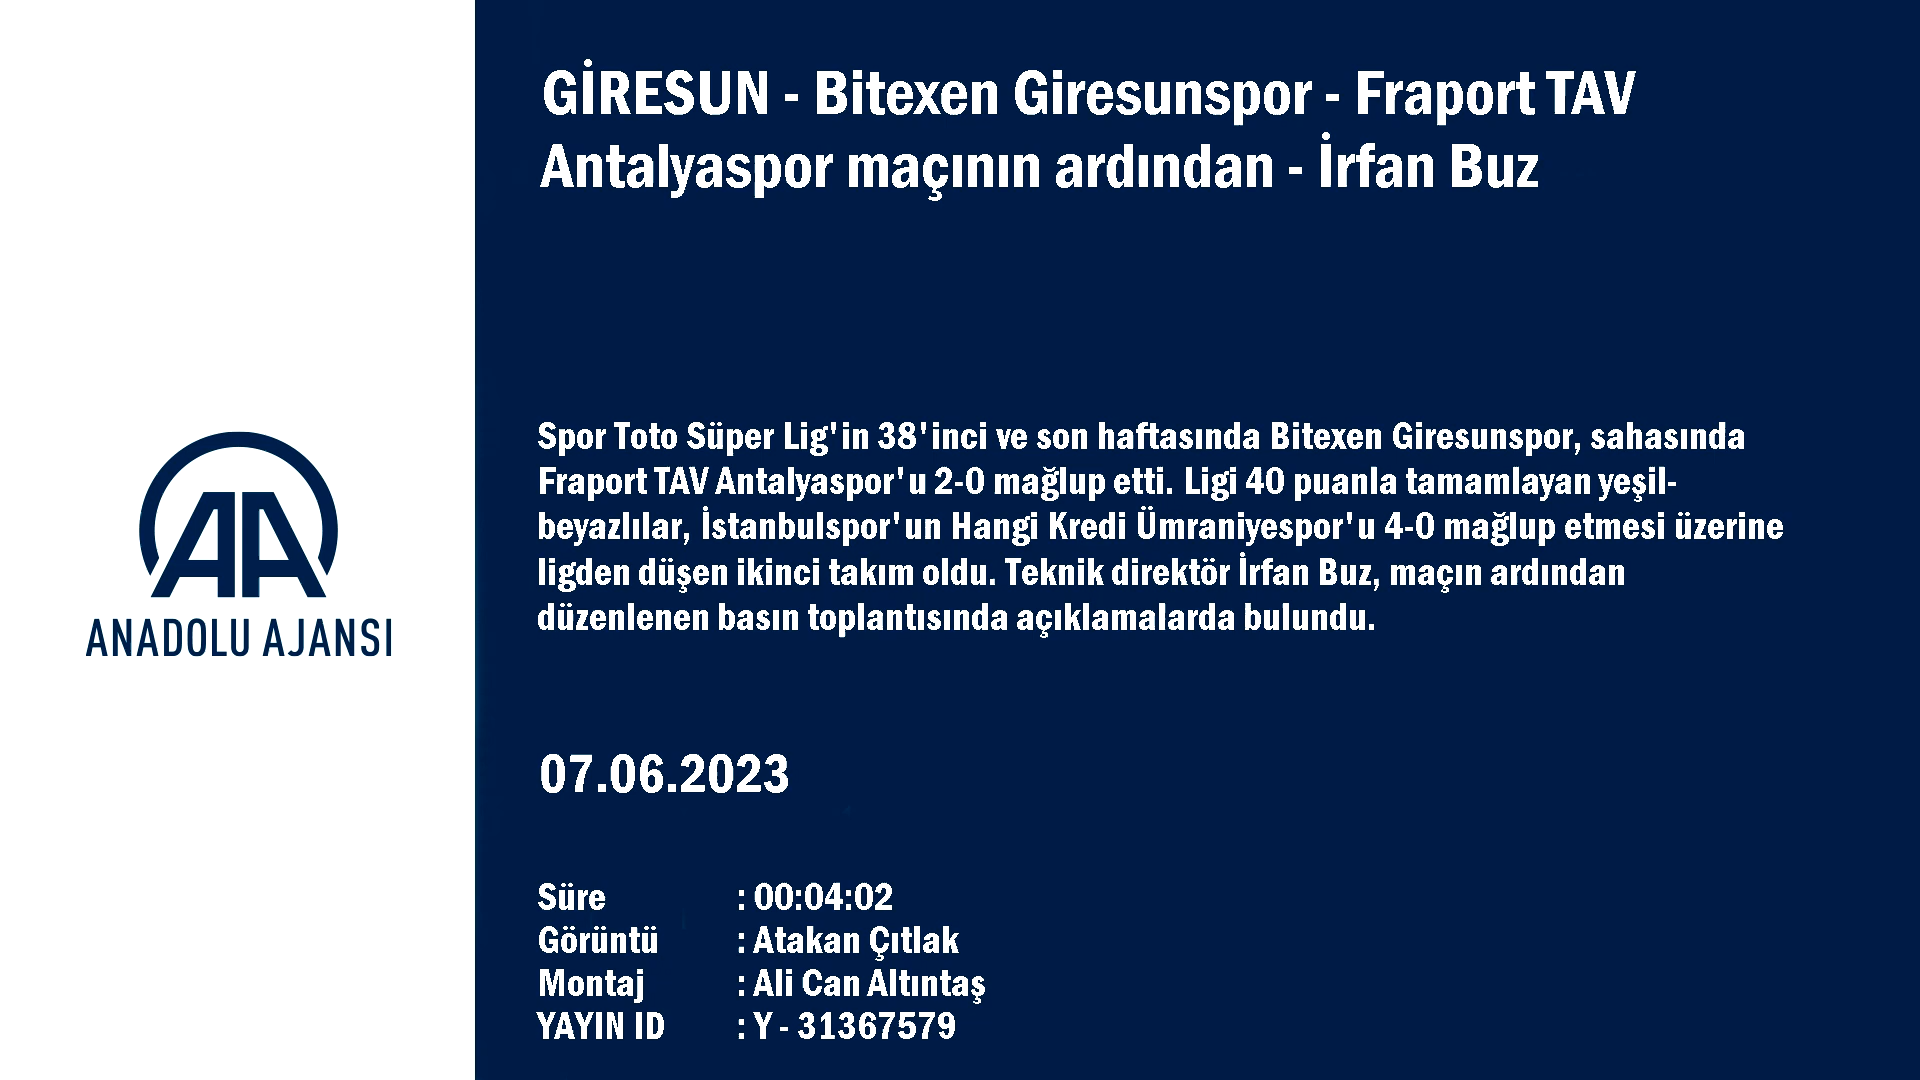 GİRESUN - Bitexen Giresunspor - Fraport TAV
Antalyaspor maçının ardından - İrfan Buz
Spor Toto Süper Lig'in 38'inci ve son haftasında Bitexen Giresunspor, sahasında
Fraport TAV Antalyaspor'u 2-0 mağlup etti. Ligi 40 puanla tamamlayan yeşil-
beyazlılar, İstanbulspor'un Hangi Kredi Ümraniyespor'u 4-0 mağlup etmesi üzerine
ligden düşen ikinci takım oldu. Teknik direktör İrfan Buz, maçın ardından
düzenlenen basın toplantısında açıklamalarda bulundu.
AA
ANADOLU AJANSI
07.06.2023
Süre : 00:04:02
Görüntü : Atakan Çıtlak
Montaj : Ali Can Altıntaş
YAYIN ID : Y - 31367579